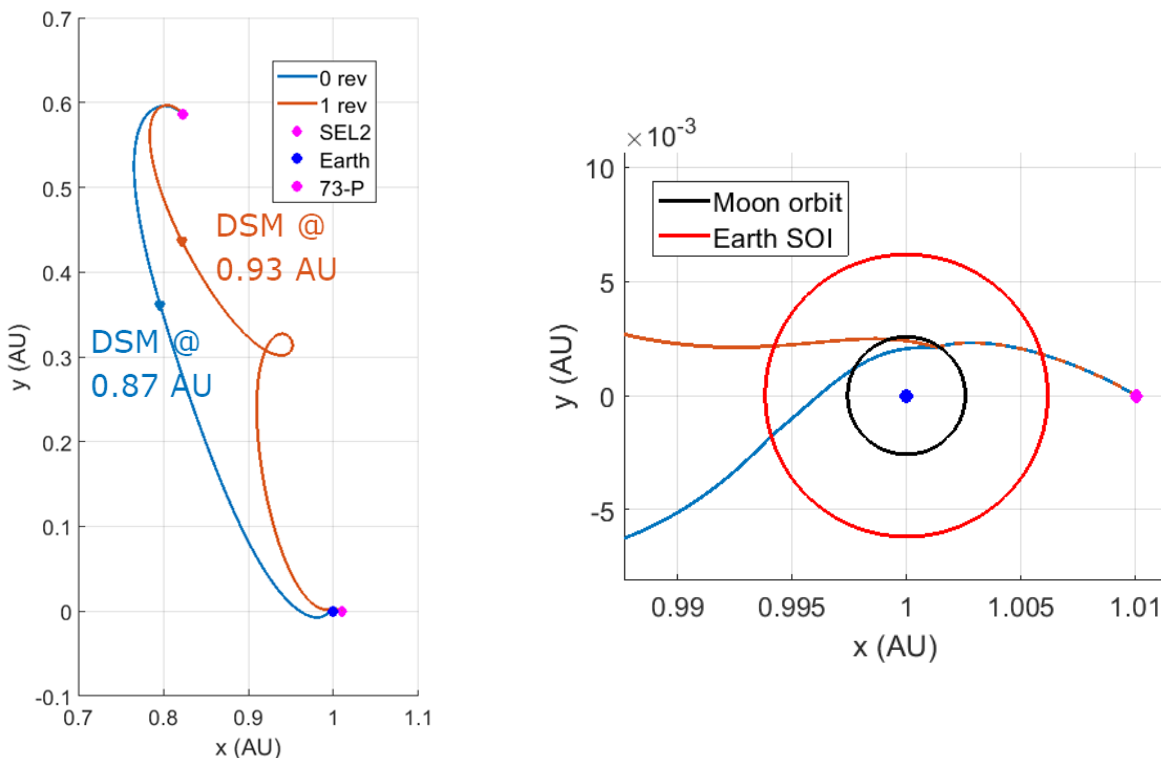 0.7
0.6
0.5
0.4
0.3
0.2
0.1
0
-0.1
y (AU)
0.7
0.8
0.9
1
1.1
x (AU)
0 rev
1 rev
SEL2
Earth
73-P
DSM @
0.93 AU
DSM @
0.87 AU
×10⁻³
10
5
0
-5
y (AU)
0.99
0.995
1
1.005
1.01
x (AU)
Moon orbit
Earth SOI